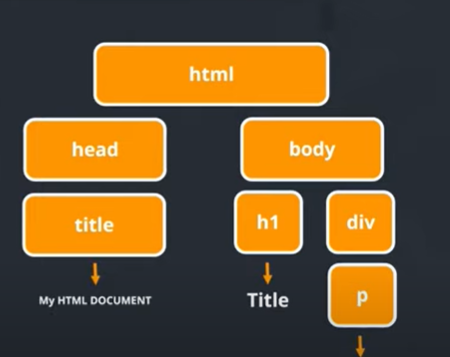 html
head
body
title
h1
div
My HTML DOCUMENT
Title
p